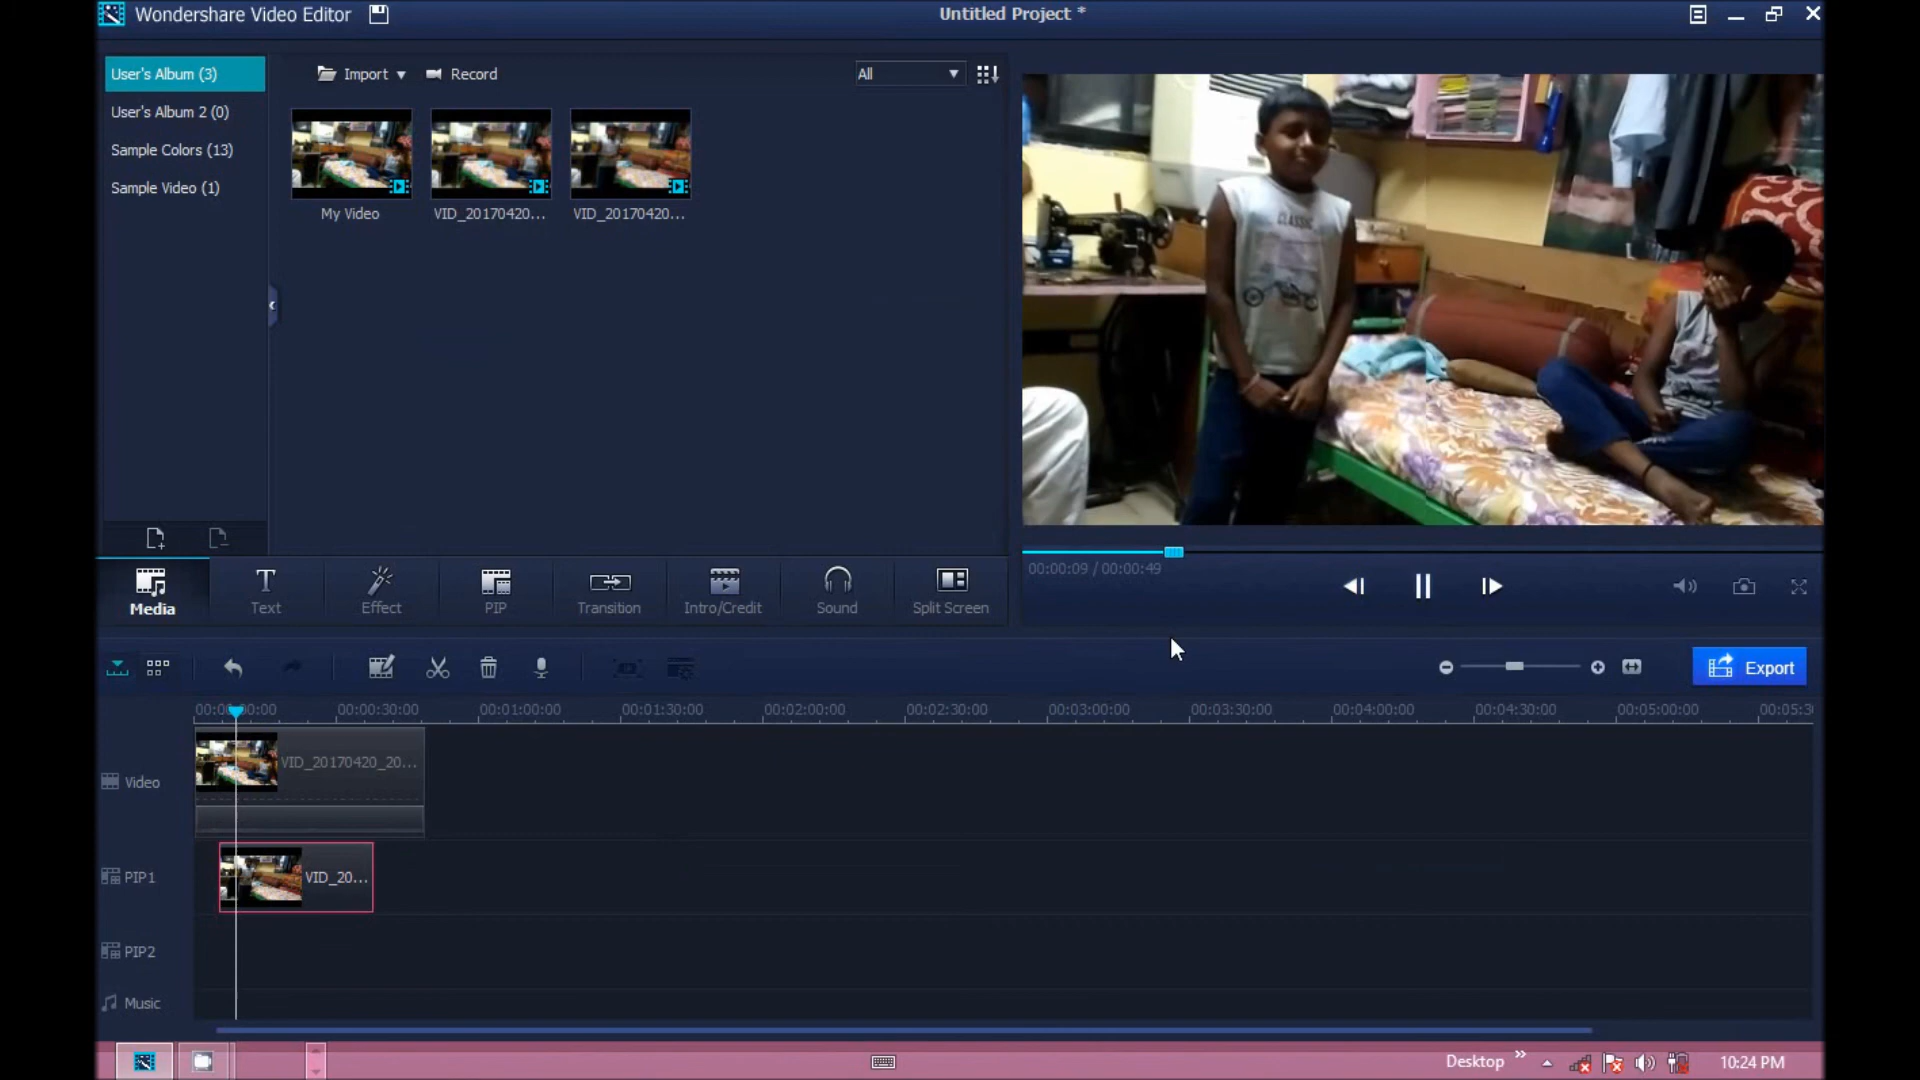 Wondershare Video Editor
Untitled Project *
User's Album (3)
User's Album 2 (0)
Sample Colors (13)
Sample Video (1)
Import
Record
All
My Video
VID_20170420...
VID_20170420...
CLASSIC
00:00:09 / 00:00:49
Media
Text
Effect
PIP
Transition
Intro/Credit
Sound
Split Screen
Export
00:00:30:00
00:01:00:00
00:01:30:00
00:02:00:00
00:02:30:00
00:03:00:00
00:03:30:00
00:04:00:00
00:04:30:00
00:05:00:00
Video
VID_20170420_20...
PIP1
VID_20...
PIP2
Music
Desktop
10:24 PM